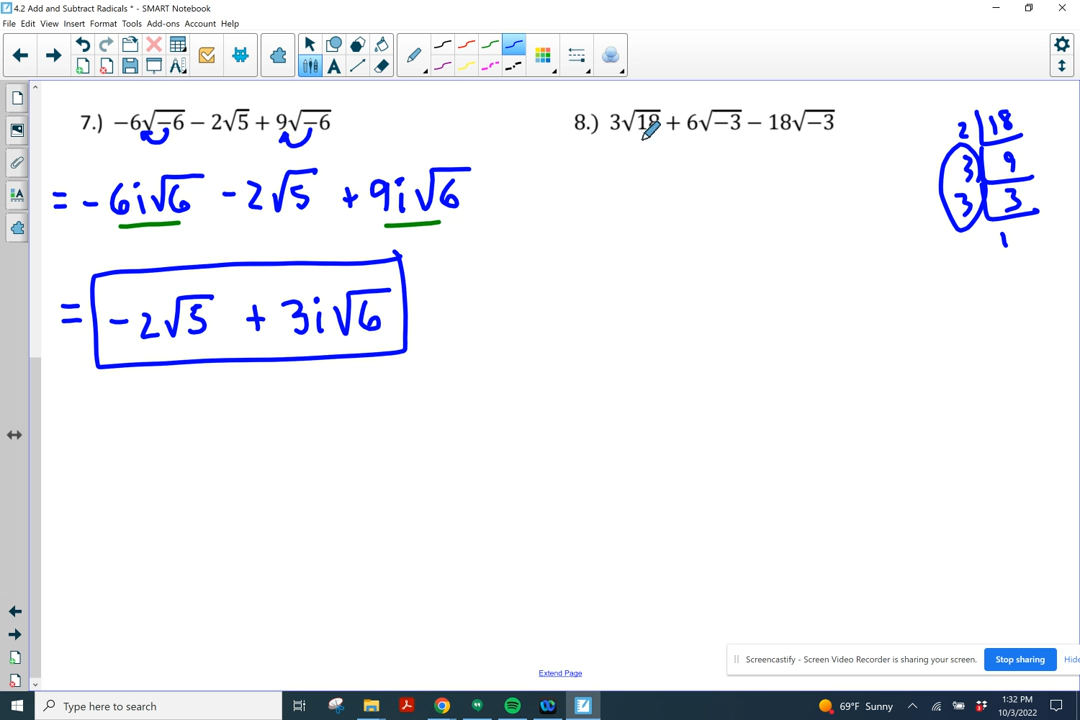 4.2 Add and Subtract Radicals * - SMART Notebook
File Edit View Insert Format Tools Add-ons Account Help
7.) −6√−6 − 2√5 + 9√−6
= -6i√6 - 2√5 + 9i√6
= -2√5 + 3i√6
8.) 3√18 + 6√−3 − 18√−3
2 | 18
3 | 9
3 | 3
1
Screencastify - Screen Video Recorder is sharing your screen. Stop sharing Hide
Extend Page
Type here to search
69°F Sunny
1:32 PM
10/3/2022